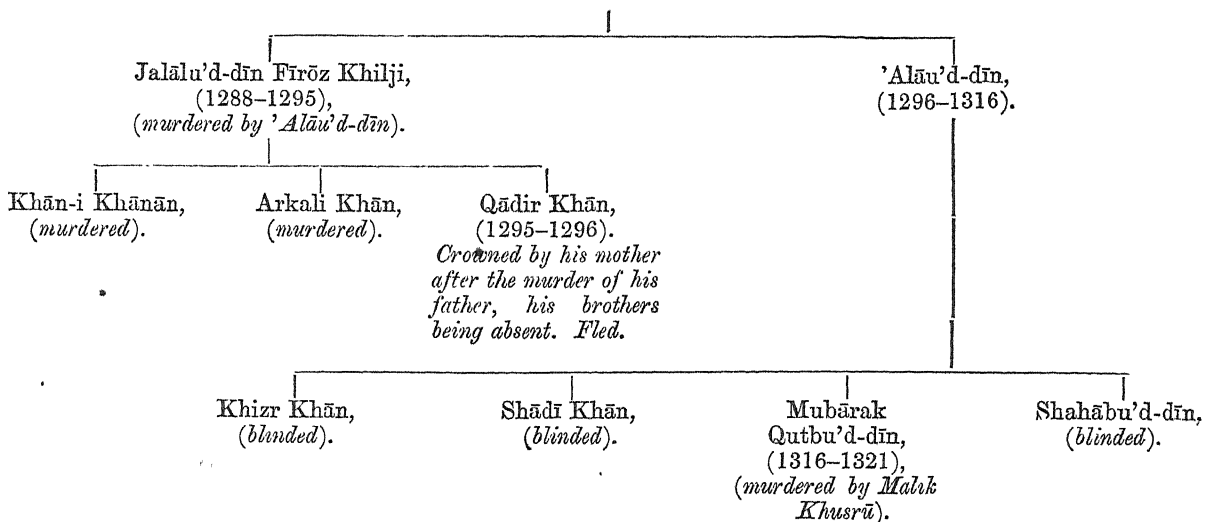 Jalālu'd-dīn Fīrōz Khilji,
(1288–1295),
(murdered by 'Alāu'd-dīn).
'Alāu'd-dīn,
(1296–1316).
Khān-i Khānān,
(murdered).
Arkali Khān,
(murdered).
Qādir Khān,
(1295–1296).
Crowned by his mother
after the murder of his
father, his brothers
being absent. Fled.
Khizr Khān,
(blinded).
Shādī Khān,
(blinded).
Mubārak
Qutbu'd-dīn,
(1316–1321),
(murdered by Malik
Khusrū).
Shahābu'd-dīn,
(blinded).